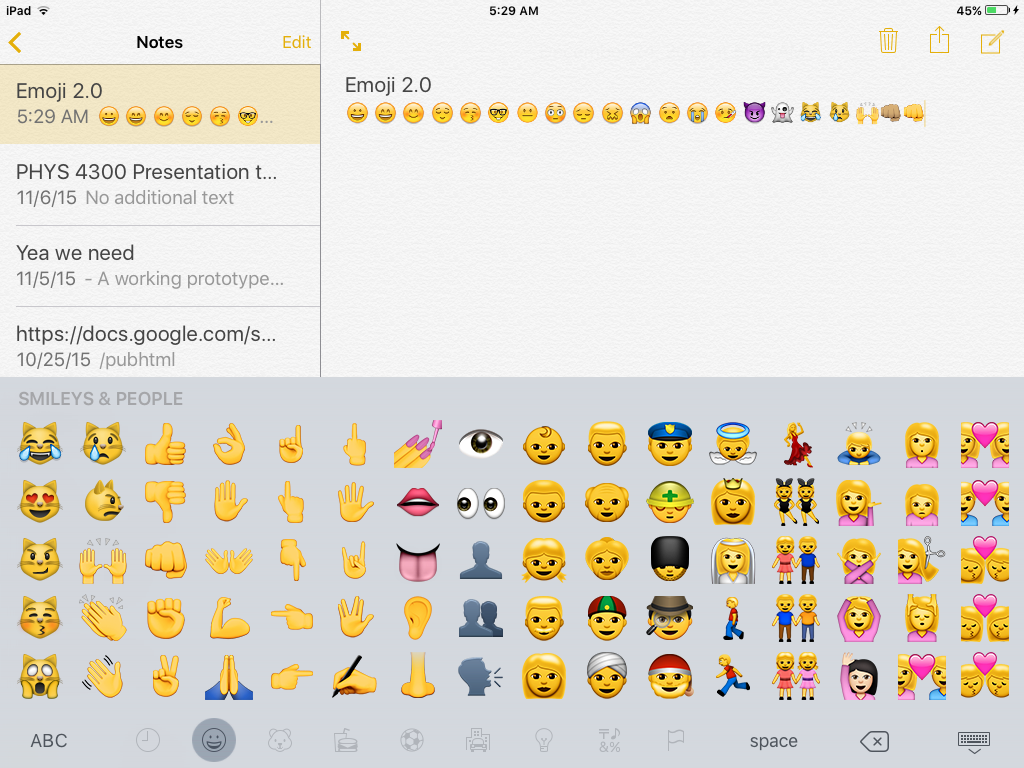 iPad 5:29 AM 45%
Notes Edit
Emoji 2.0
5:29 AM 😀😄😊😌😚🤓...
PHYS 4300 Presentation t...
11/6/15 No additional text
Yea we need
11/5/15 - A working prototype...
https://docs.google.com/s...
10/25/15 /pubhtml
Emoji 2.0
SMILEYS & PEOPLE
ABC space